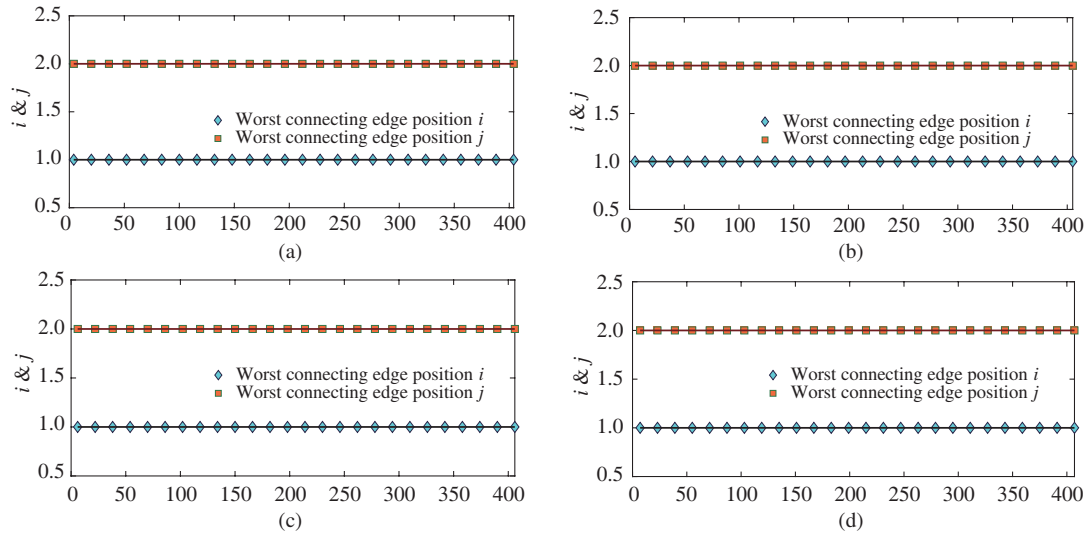 2.5
2.0
1.5
1.0
0.5
i & j
Worst connecting edge position i
Worst connecting edge position j
0 50 100 150 200 250 300 350 400
(a)
2.5
2.0
1.5
1.0
0.5
Worst connecting edge position i
Worst connecting edge position j
0 50 100 150 200 250 300 350 400
(b)
2.5
2.0
1.5
1.0
0.5
i & j
Worst connecting edge position i
Worst connecting edge position j
0 50 100 150 200 250 300 350 400
(c)
2.5
2.0
1.5
1.0
0.5
Worst connecting edge position i
Worst connecting edge position j
0 50 100 150 200 250 300 350 400
(d)